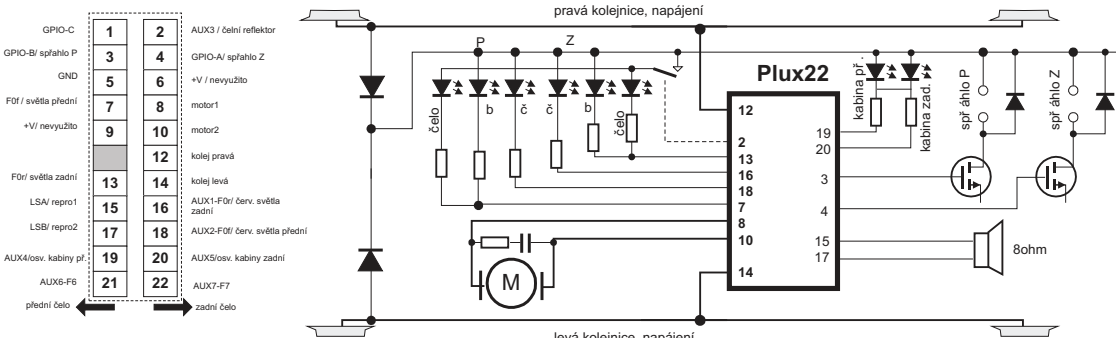 GPIO-C 1 2 AUX3 / čelní reflektor
GPIO-B/ spřahlo P 3 4 GPIO-A/ spřahlo Z
GND 5 6 +V / nevyužito
F0f / světla přední 7 8 motor1
+V/ nevyužito 9 10 motor2
12 kolej pravá
F0r/ světla zadní 13 14 kolej levá
LSA/ repro1 15 16 AUX1-F0r/ červ. světla
zadní
LSB/ repro2 17 18 AUX2-F0f/ červ. světla přední
AUX4/osv. kabiny př. 19 20 AUX5/osv. kabiny zadní
AUX6-F6 21 22 AUX7-F7
přední čelo zadní čelo
pravá kolejnice, napájení
P Z
čelo b č č b čelo
M
Plux22
12
2
13
16
18
7
8
10
14
19
20
3
4
15
17
kabina př.
kabina zad.
spř áhlo P
spř áhlo Z
8ohm
levá kolejnice, napájení